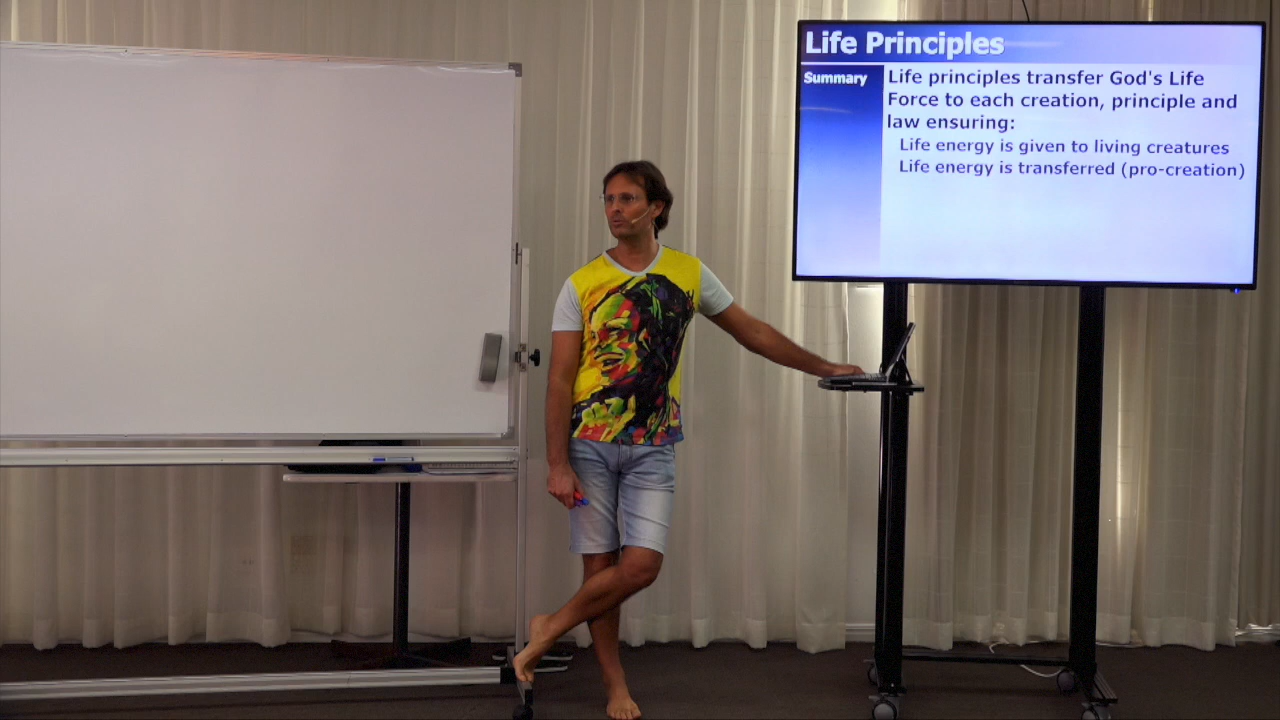 Life Principles
Summary
Life principles transfer God's Life
Force to each creation, principle and
law ensuring:
Life energy is given to living creatures
Life energy is transferred (pro-creation)